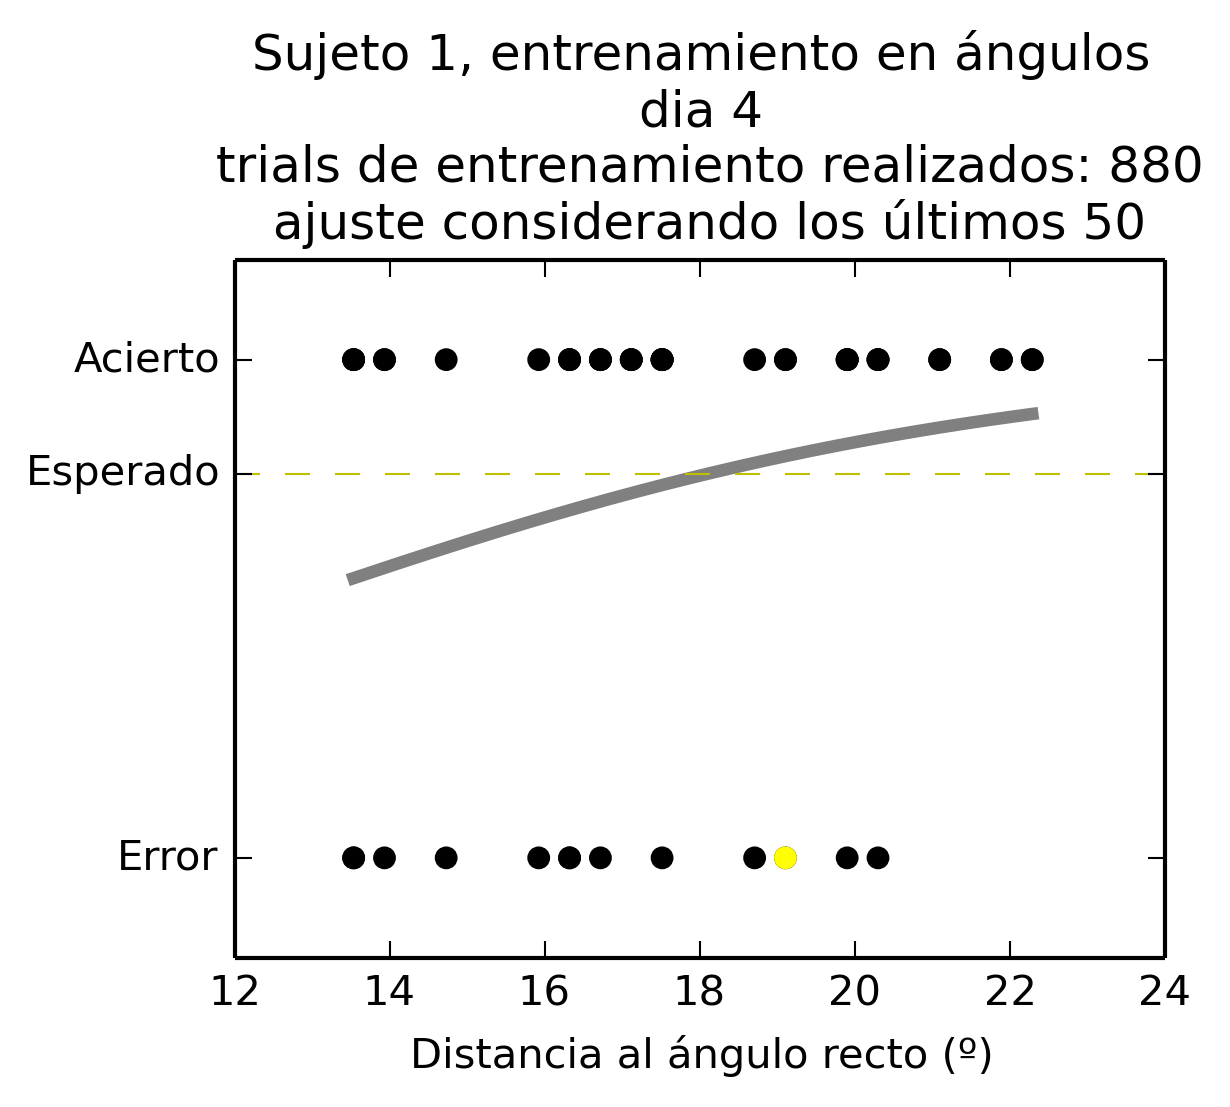 Sujeto 1, entrenamiento en ángulos
dia 4
trials de entrenamiento realizados: 880
ajuste considerando los últimos 50
Acierto
Esperado
Error
12 14 16 18 20 22 24
Distancia al ángulo recto (º)